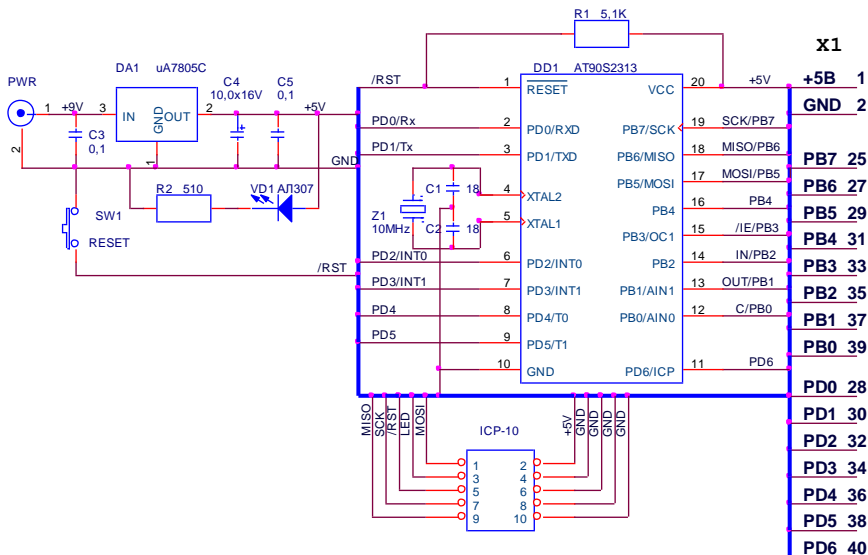 R1 5,1K
X1
PWR
DA1 uA7805C
C4
10,0x16V
C5
0,1
/RST
DD1 AT90S2313
1 RESET VCC 20 +5V
+5B 1
GND 2
1 +9V 3 IN GND OUT 2 +5V
2 C3 0,1 1 GND
PD0/Rx 2 PD0/RXD PB7/SCK 19 SCK/PB7
PD1/Tx 3 PD1/TXD PB6/MISO 18 MISO/PB6
PB5/MOSI 17 MOSI/PB5
PB7 25
R2 510 VD1 АЛ307
C1 18 4 XTAL2 PB4 16 PB4
PB6 27
SW1
RESET
Z1
10MHz
C2 18 5 XTAL1 PB3/OC1 15 /IE/PB3
PB5 29
PB4 31
/RST
PD2/INT0 6 PD2/INT0 PB2 14 IN/PB2
PB3 33
PD3/INT1 7 PD3/INT1 PB1/AIN1 13 OUT/PB1
PB2 35
PD4 8 PD4/T0 PB0/AIN0 12 C/PB0
PB1 37
PD5 9 PD5/T1
PB0 39
10 GND PD6/ICP 11 PD6
PD0 28
PD1 30
PD2 32
PD3 34
PD4 36
PD5 38
PD6 40
MISO
SCK
/RST
LED
MOSI
ICP-10
+5V
GND
GND
GND
GND
1 2
3 4
5 6
7 8
9 10